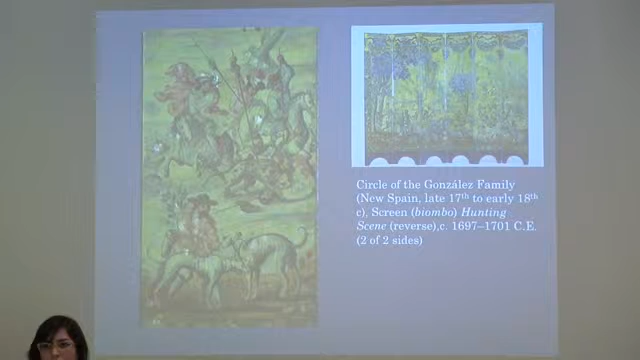 Circle of the González Family
(New Spain, late 17th to early 18th
c), Screen (biombo) Hunting
Scene (reverse),c. 1697–1701 C.E.
(2 of 2 sides)